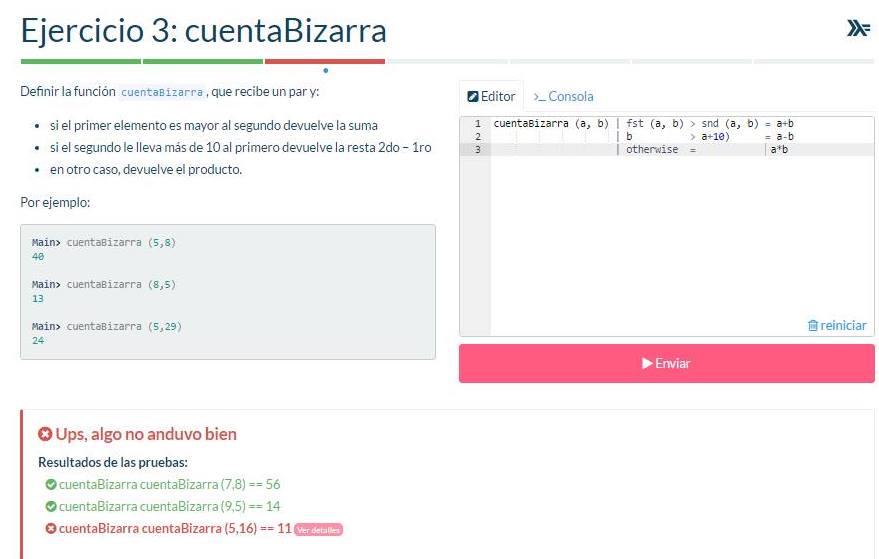 Ejercicio 3: cuentaBizarra
Definir la función cuentaBizarra, que recibe un par y:
si el primer elemento es mayor al segundo devuelve la suma
si el segundo le lleva más de 10 al primero devuelve la resta 2do – 1ro
en otro caso, devuelve el producto.
Por ejemplo:
Main> cuentaBizarra (5,8)
40
Main> cuentaBizarra (8,5)
13
Main> cuentaBizarra (5,29)
24
Editor >_ Consola
1 cuentaBizarra (a, b) | fst (a, b) > snd (a, b) = a+b
2 | b > a+10) = a-b
3 | otherwise = a*b
reiniciar
Enviar
Ups, algo no anduvo bien
Resultados de las pruebas:
cuentaBizarra cuentaBizarra (7,8) == 56
cuentaBizarra cuentaBizarra (9,5) == 14
cuentaBizarra cuentaBizarra (5,16) == 11 Ver detalles